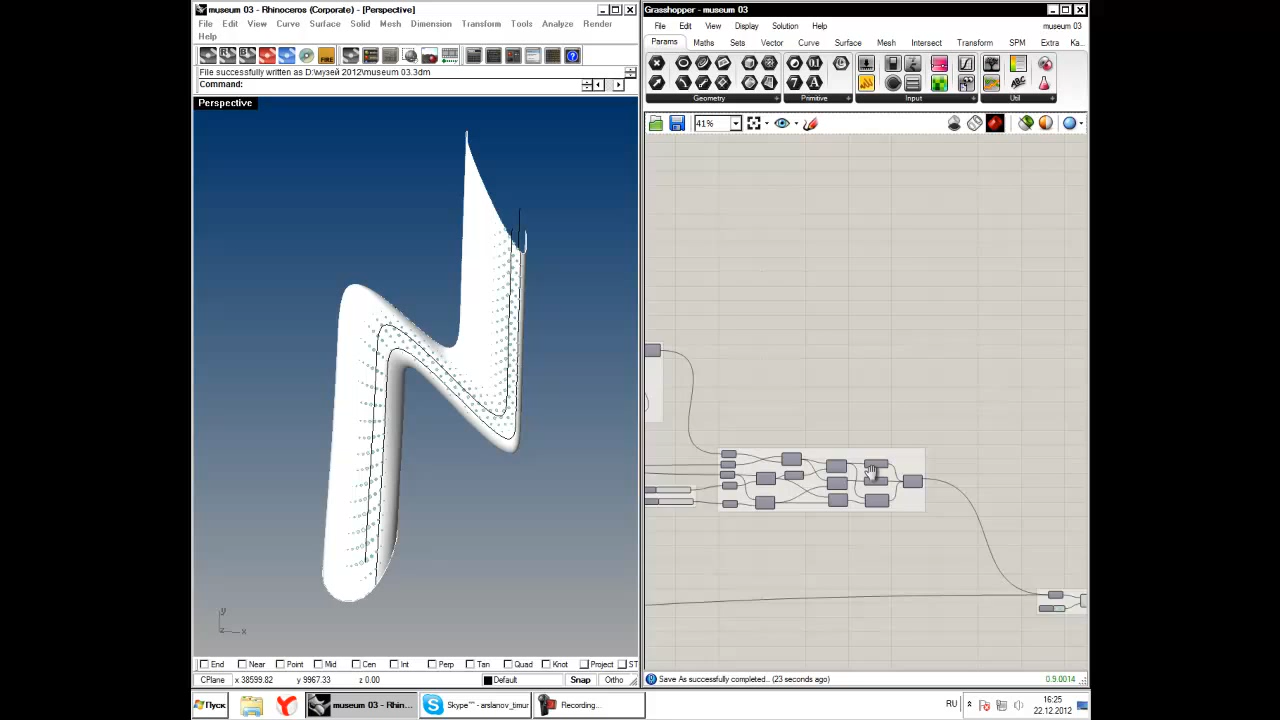 museum 03 - Rhinoceros (Corporate) - [Perspective]
File Edit View Curve Surface Solid Mesh Dimension Transform Tools Analyze Render
Help
File successfully written as D:\музей 2012\museum 03.3dm
Command:
Perspective
y
x
End Near Point Mid Cen Int Perp Tan Quad Knot Project ST
CPlane x 38599.82 y 9967.33 z 0.00 Default Snap Ortho
Grasshopper - museum 03
File Edit View Display Solution Help museum 03
Params Maths Sets Vector Curve Surface Mesh Intersect Transform SPM Extra Ka...
Geometry Primitive Input Util
41%
Save As successfully completed... (23 seconds ago) 0.9.0014
Пуск museum 03 - Rhin... Skype™ - arslanov_timur Recording... RU 16:25
22.12.2012